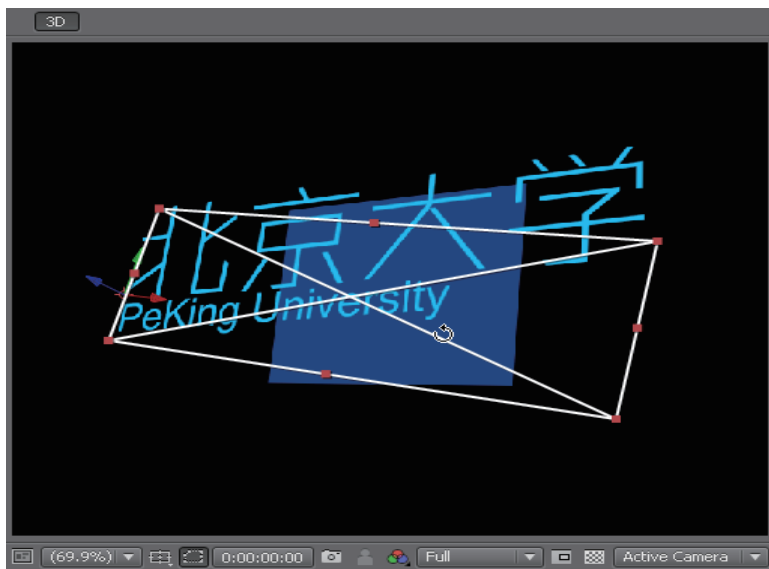 3D
北京大学
PeKing University
(69.9%) 0:00:00:00 Full Active Camera